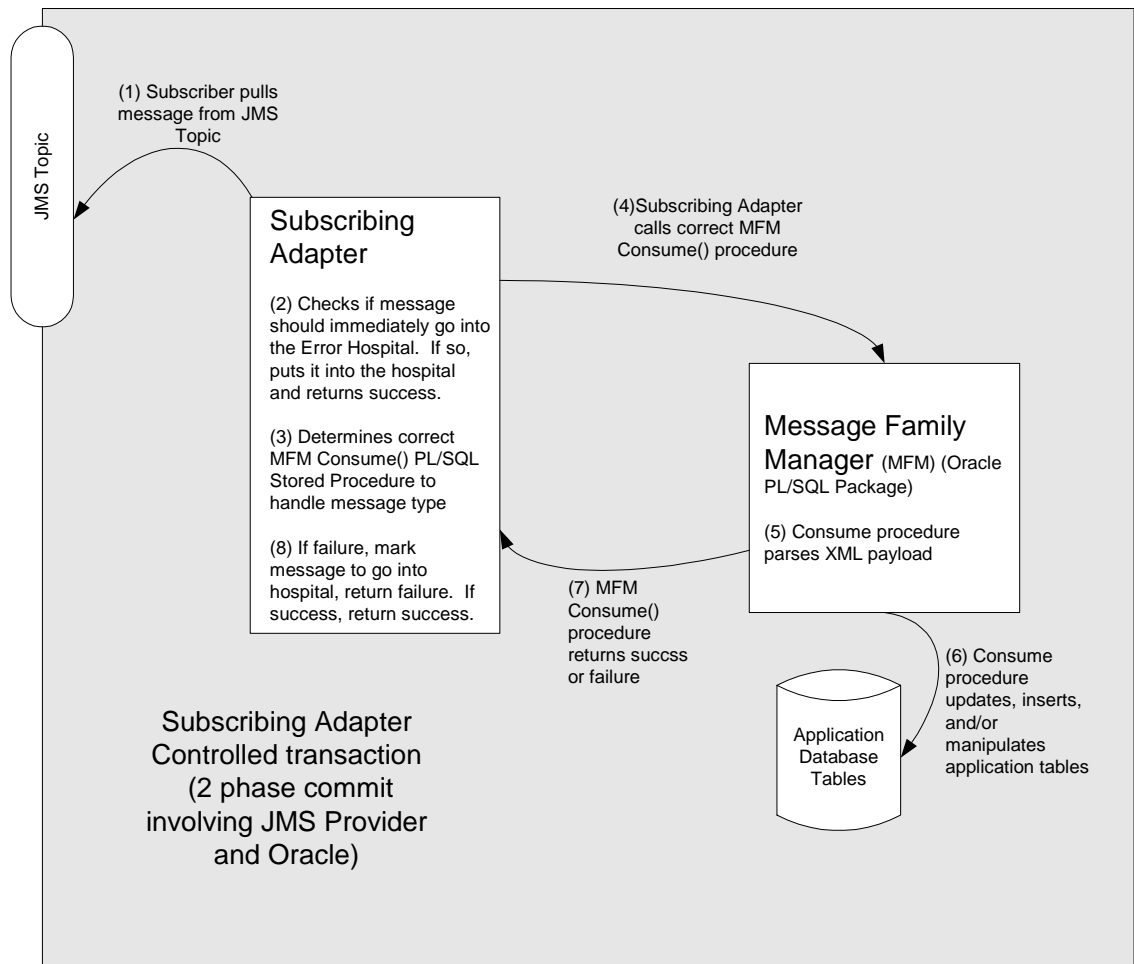 JMS Topic
(1) Subscriber pulls
message from JMS
Topic
Subscribing
Adapter
(2) Checks if message
should immediately go into
the Error Hospital.  If so,
puts it into the hospital
and returns success.
(3) Determines correct
MFM Consume() PL/SQL
Stored Procedure to
handle message type
(8) If failure, mark
message to go into
hospital, return failure.  If
success, return success.
(4)Subscribing Adapter
calls correct MFM
Consume() procedure
Message Family
Manager (MFM) (Oracle
PL/SQL Package)
(5) Consume procedure
parses XML payload
(7) MFM
Consume()
procedure
returns succss
or failure
(6) Consume
procedure
updates, inserts,
and/or
manipulates
application tables
Application
Database
Tables
Subscribing Adapter
Controlled transaction
(2 phase commit
involving JMS Provider
and Oracle)